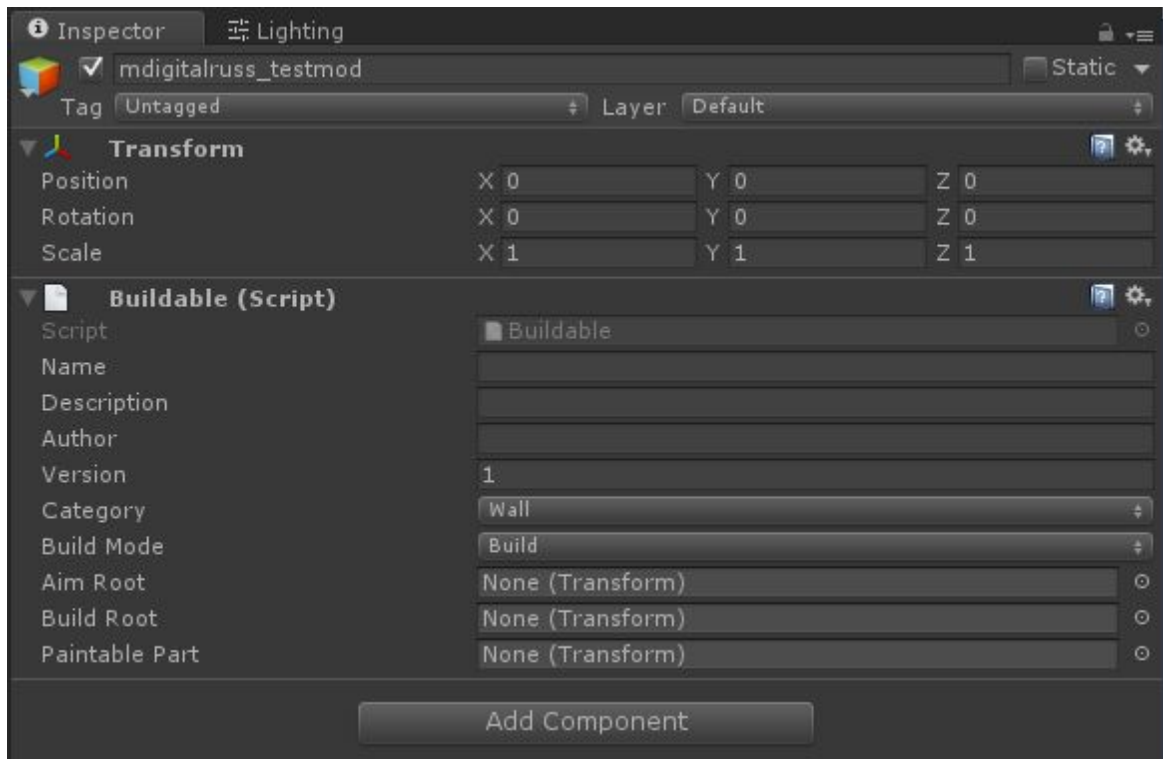 Inspector Lighting
mdigitalruss_testmod Static
Tag Untagged Layer Default
Transform
Position X 0 Y 0 Z 0
Rotation X 0 Y 0 Z 0
Scale X 1 Y 1 Z 1
Buildable (Script)
Script Buildable
Name
Description
Author
Version 1
Category Wall
Build Mode Build
Aim Root None (Transform)
Build Root None (Transform)
Paintable Part None (Transform)
Add Component